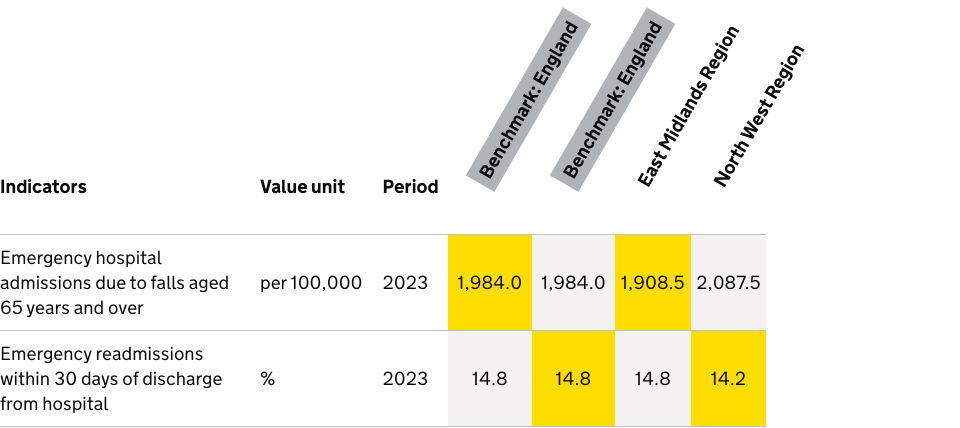 Benchmark: England
Benchmark: England
East Midlands Region
North West Region
Indicators Value unit Period
Emergency hospital
admissions due to falls aged per 100,000 2023 1,984.0 1,984.0 1,908.5 2,087.5
65 years and over
Emergency readmissions
within 30 days of discharge % 2023 14.8 14.8 14.8 14.2
from hospital